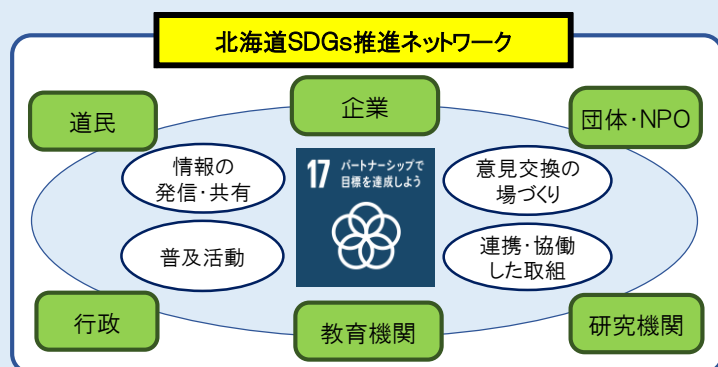 北海道SDGs推進ネットワーク
道民
企業
団体・NPO
情報の
発信・共有
17 パートナーシップで
目標を達成しよう
意見交換の
場づくり
普及活動
連携・協働
した取組
行政
教育機関
研究機関